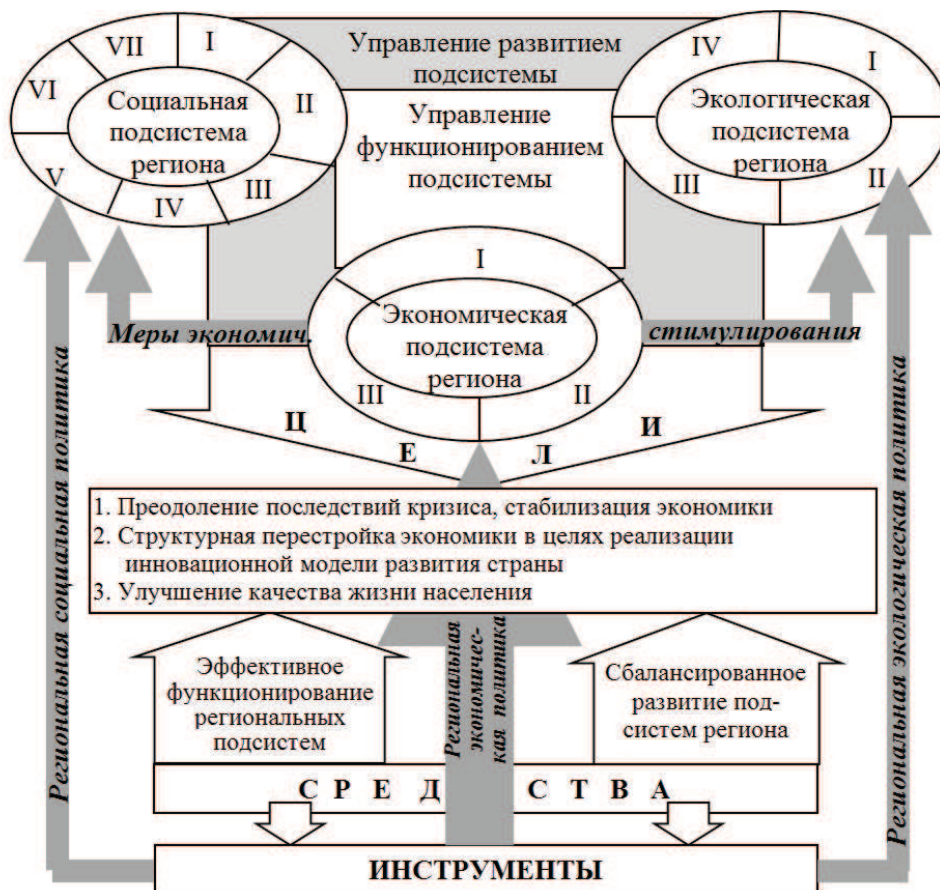 Управление развитием
подсистемы
Управление
функционированием
подсистемы
VII
I
VI
II
V
III
IV
Социальная
подсистема
региона
IV
I
III
II
Экологическая
подсистема
региона
I
III
II
Экономическая
подсистема
региона
Меры экономич.
стимулирования
Ц Е Л И
1. Преодоление последствий кризиса, стабилизация экономики
2. Структурная перестройка экономики в целях реализации
инновационной модели развития страны
3. Улучшение качества жизни населения
Эффективное
функционирование
региональных
подсистем
Региональная
экономичес-
кая политика
Сбалансированное
развитие под-
систем региона
С Р Е Д С Т В А
ИНСТРУМЕНТЫ
Региональная социальная политика
Региональная экологическая политика